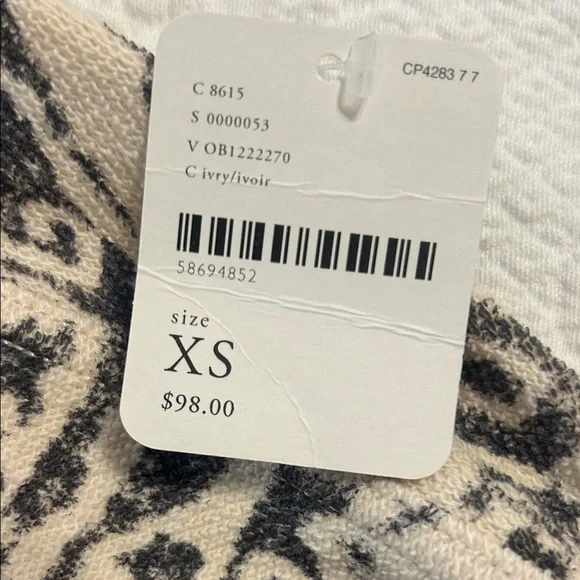 CP4283 7 7
C 8615
S 0000053
V OB1222270
C ivry/ivoir
58694852
size
XS
$98.00